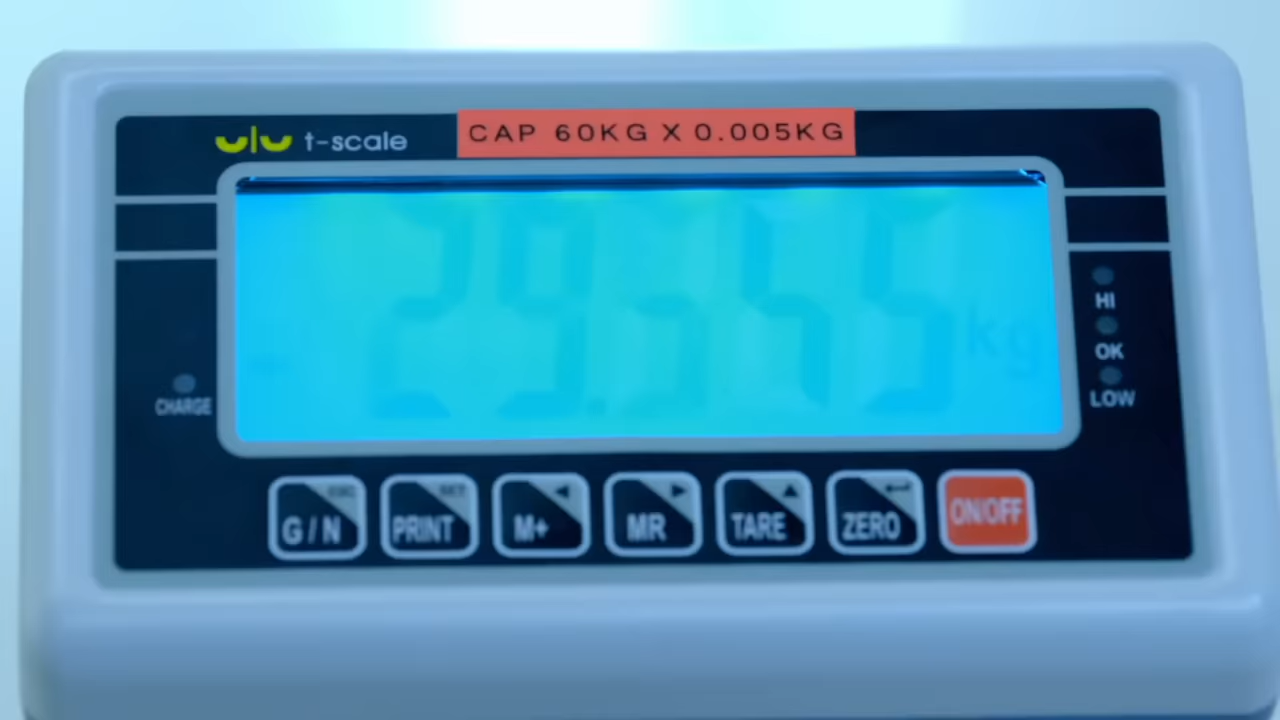 t-scale
CAP 60KG X 0.005KG
kg
HI
OK
LOW
CHARGE
G / N
PRINT
M+
MR
TARE
ZERO
ON/OFF